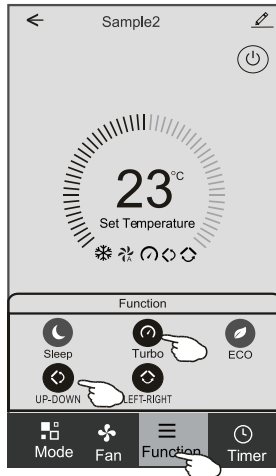 Sample2
23°C
Set Temperature
A
Function
Sleep Turbo ECO
UP-DOWN LEFT-RIGHT
Mode Fan Function Timer